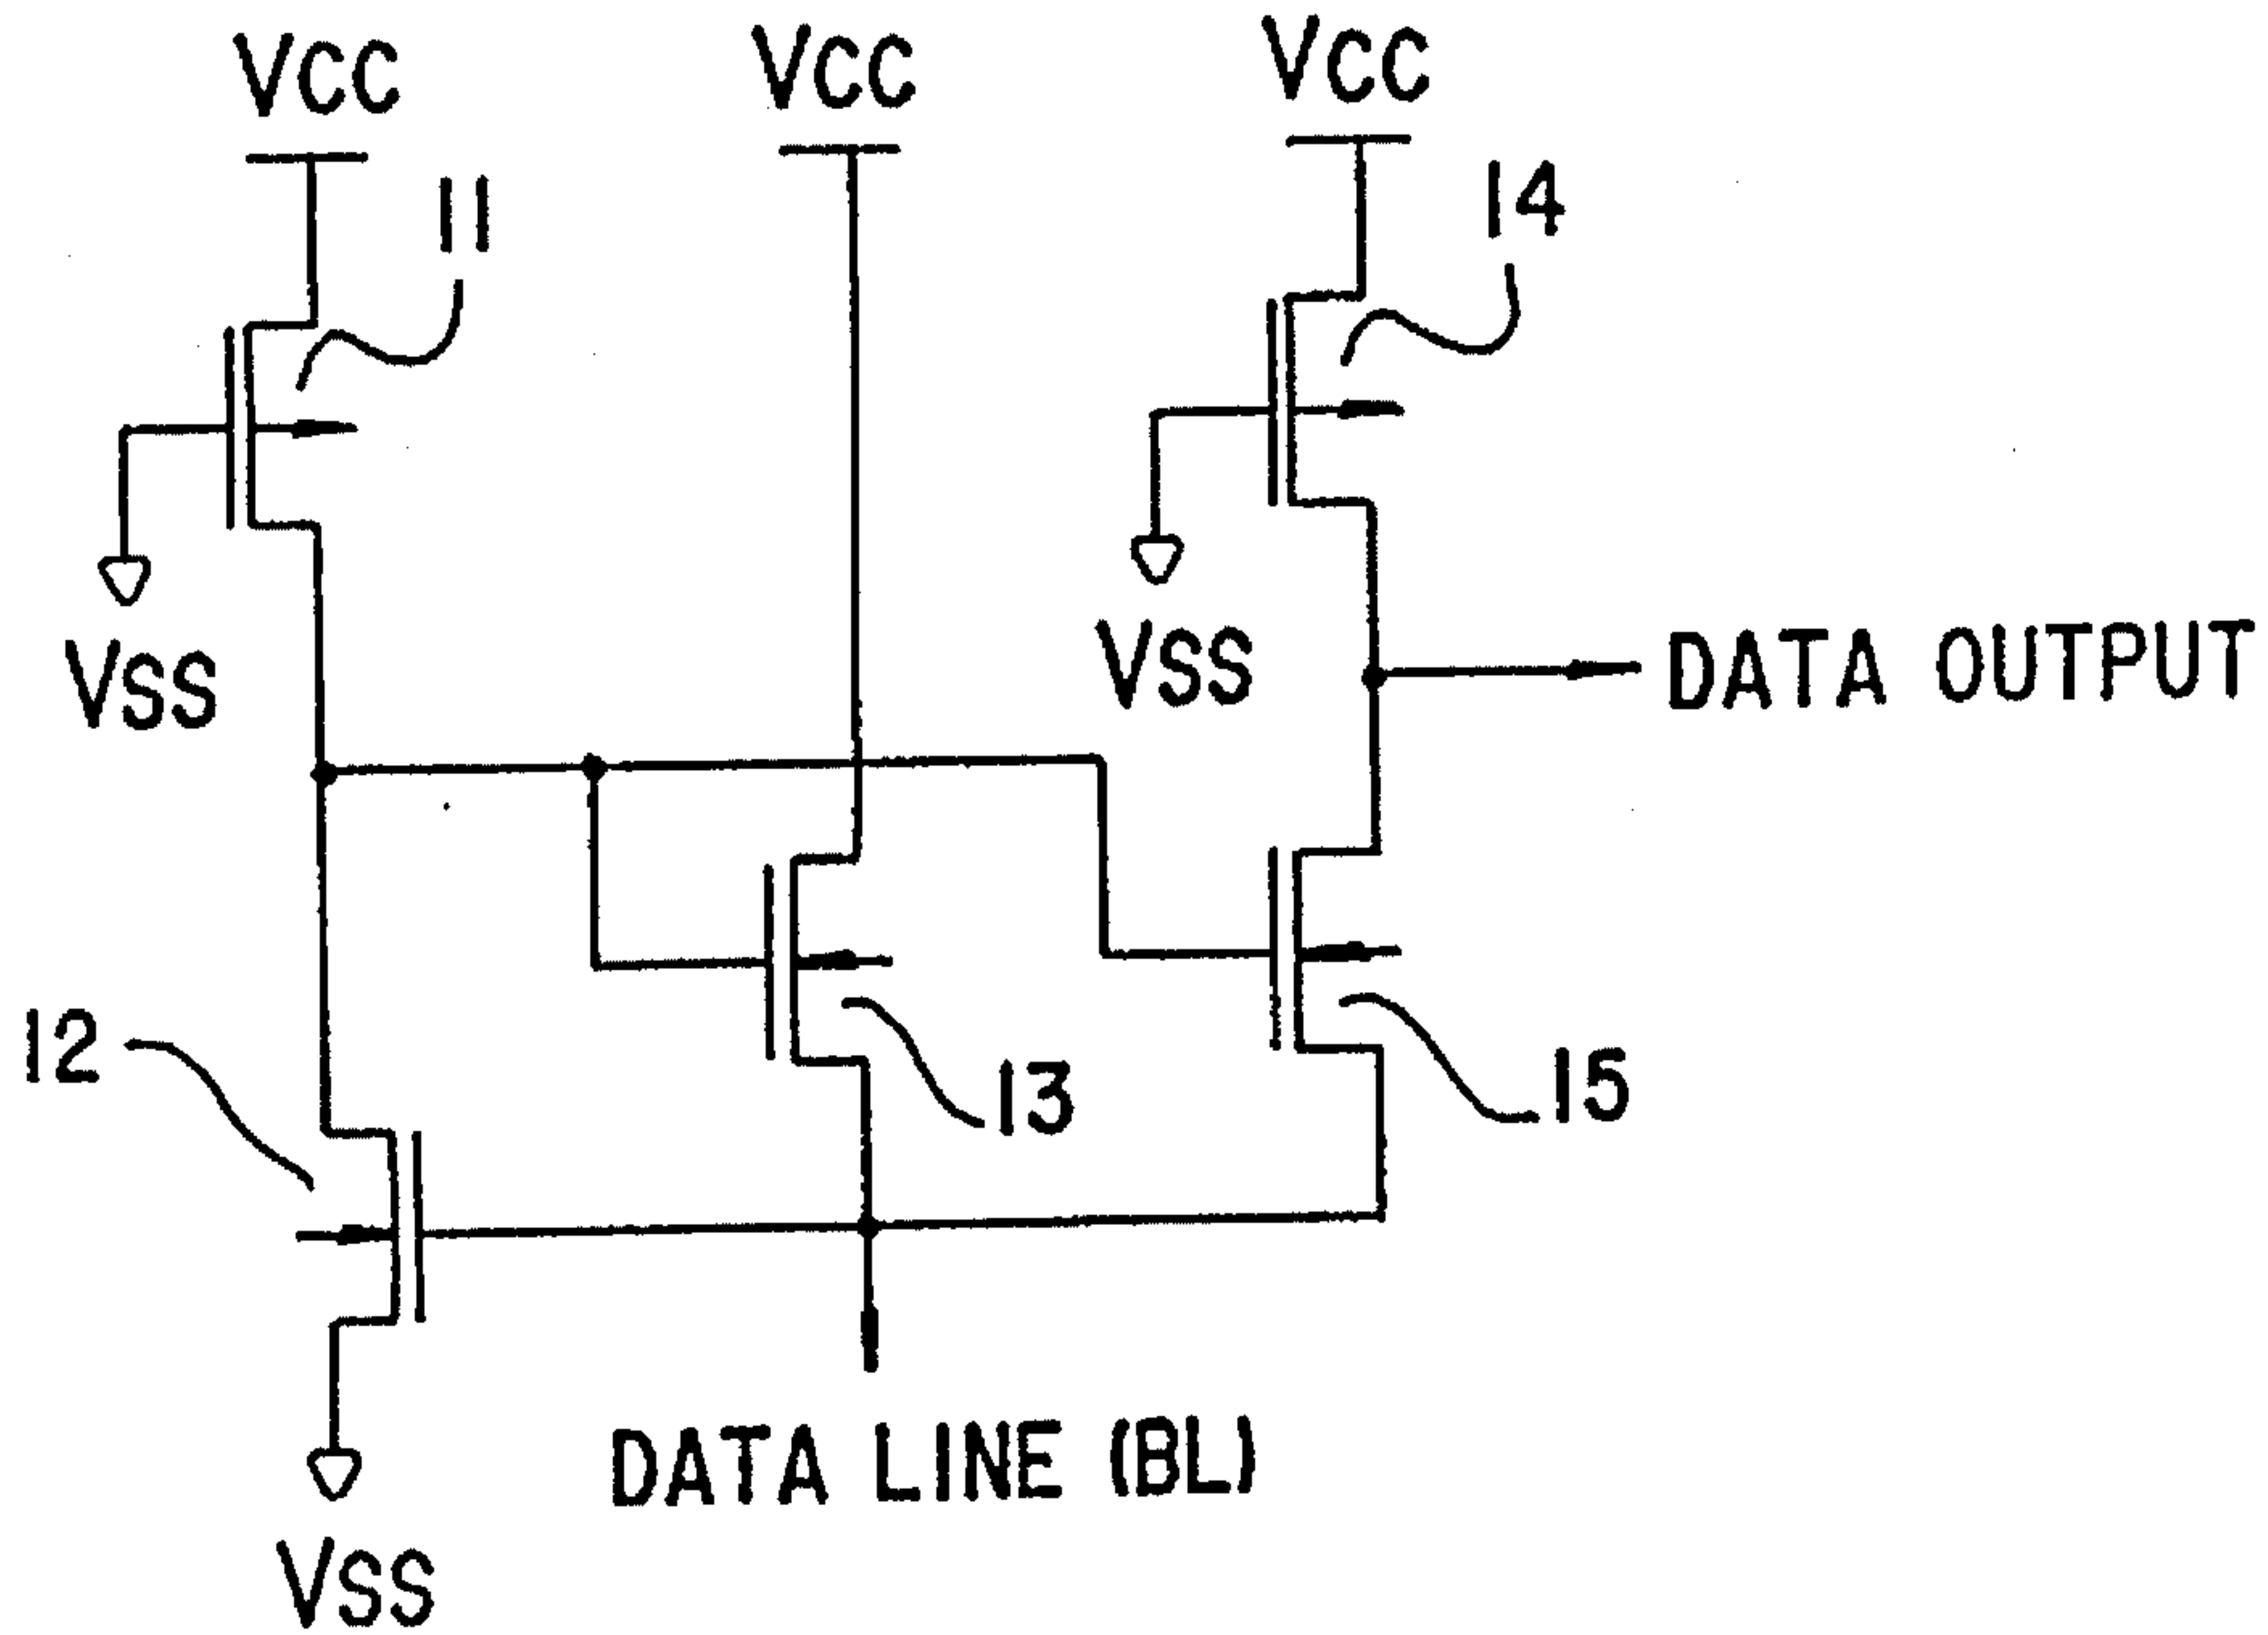 VCC
VCC
VCC
11
14
VSS
VSS
DATA OUTPUT
12
13
15
DATA LINE (BL)
VSS